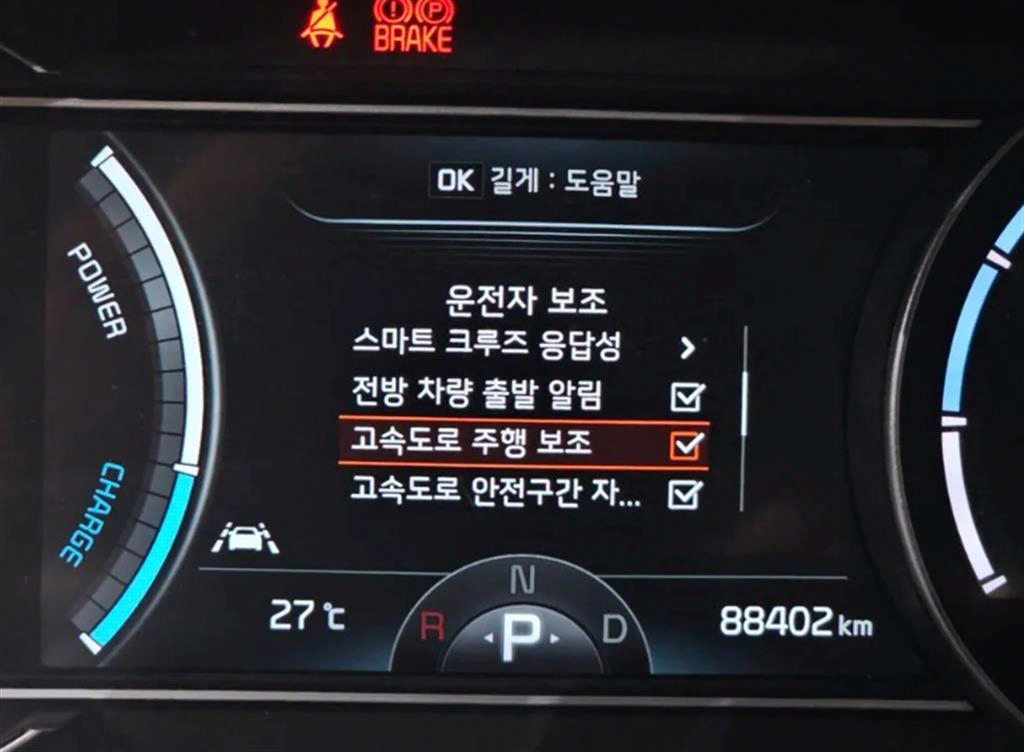 BRAKE
OK 길게 : 도움말
운전자 보조
스마트 크루즈 응답성
전방 차량 출발 알림
고속도로 주행 보조
고속도로 안전구간 자...
POWER
CHARGE
N
R P D
27 ℃
88402 km